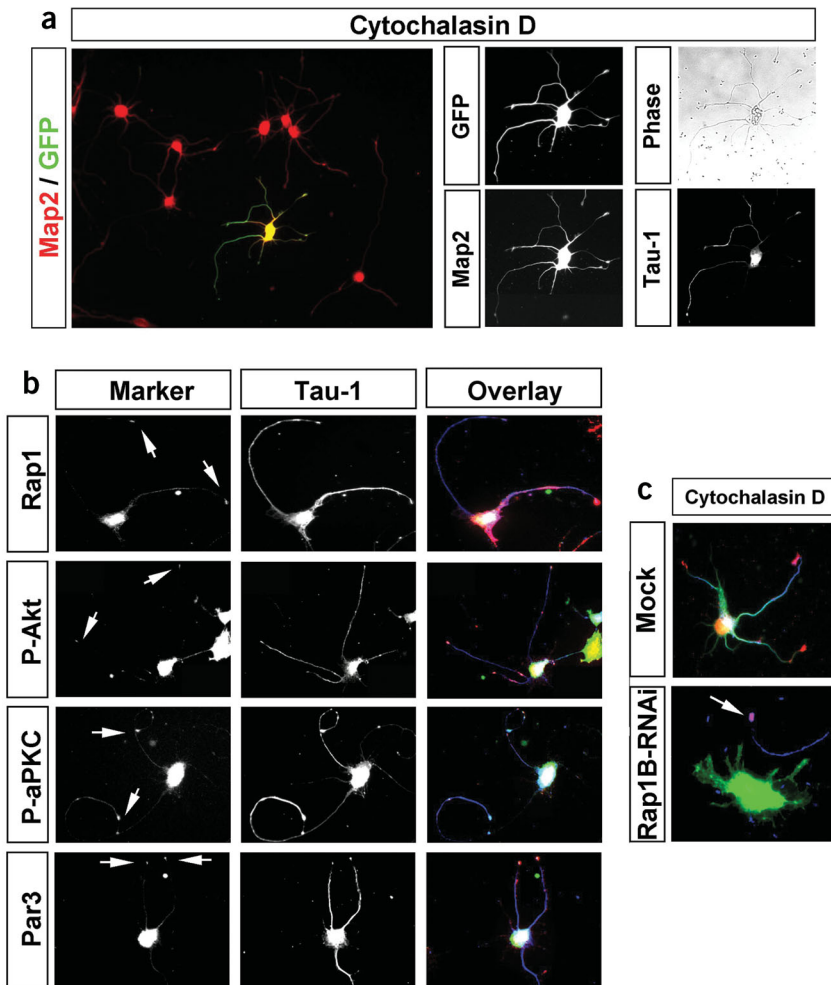 a
Cytochalasin D
Map2 / GFP
GFP
Phase
Map2
Tau-1
b
Marker
Tau-1
Overlay
Rap1
P-Akt
P-aPKC
Par3
c
Cytochalasin D
Mock
Rap1B-RNAi